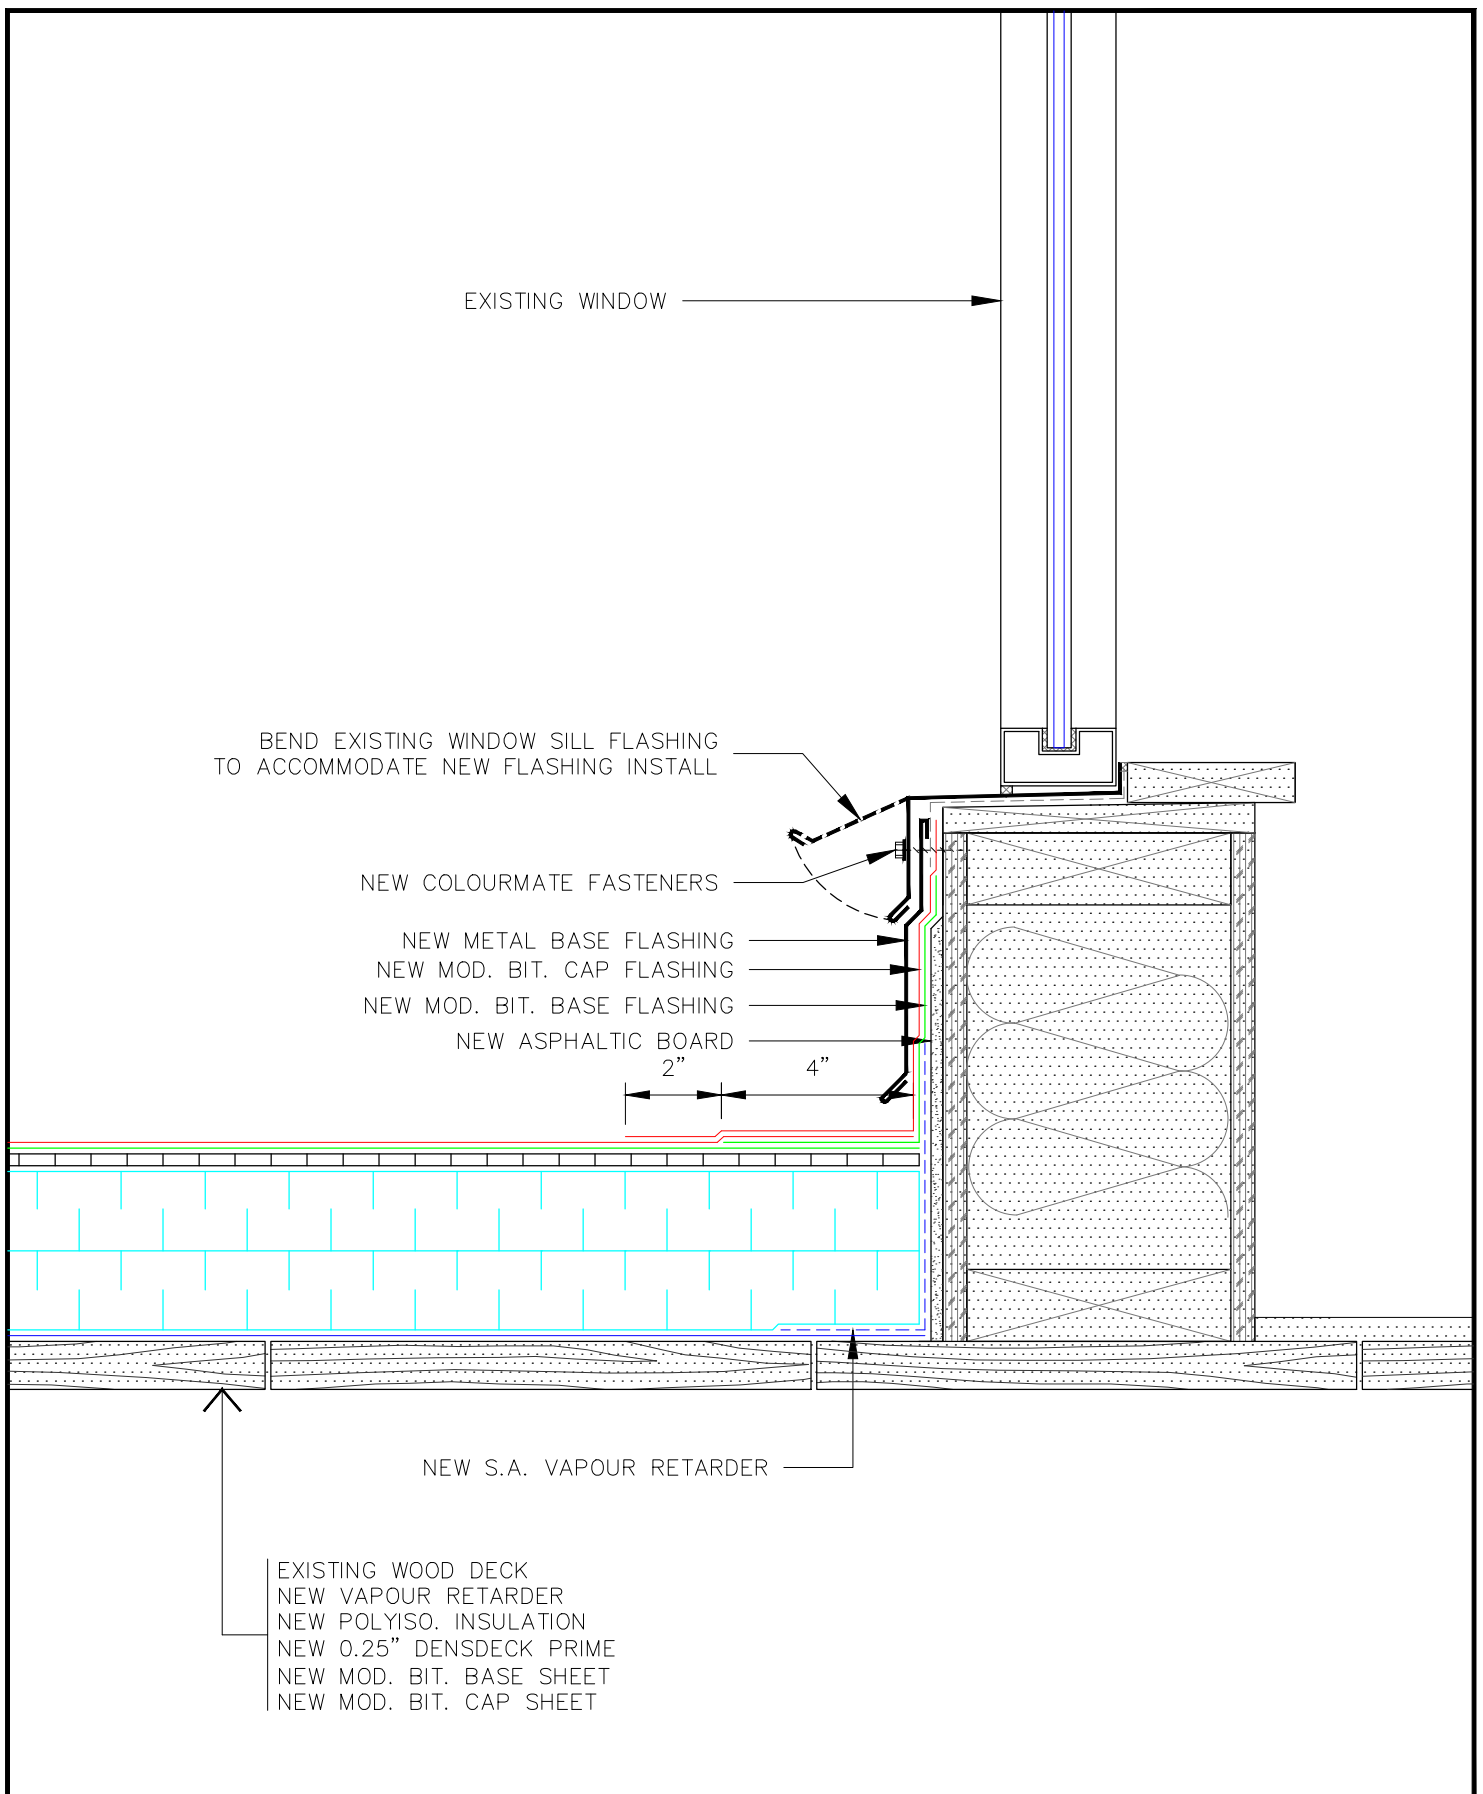 EXISTING WINDOW
BEND EXISTING WINDOW SILL FLASHING
TO ACCOMMODATE NEW FLASHING INSTALL
NEW COLOURMATE FASTENERS
NEW METAL BASE FLASHING
NEW MOD. BIT. CAP FLASHING
NEW MOD. BIT. BASE FLASHING
NEW ASPHALTIC BOARD
2” 4”
NEW S.A. VAPOUR RETARDER
EXISTING WOOD DECK
NEW VAPOUR RETARDER
NEW POLYISO. INSULATION
NEW 0.25” DENSDECK PRIME
NEW MOD. BIT. BASE SHEET
NEW MOD. BIT. CAP SHEET